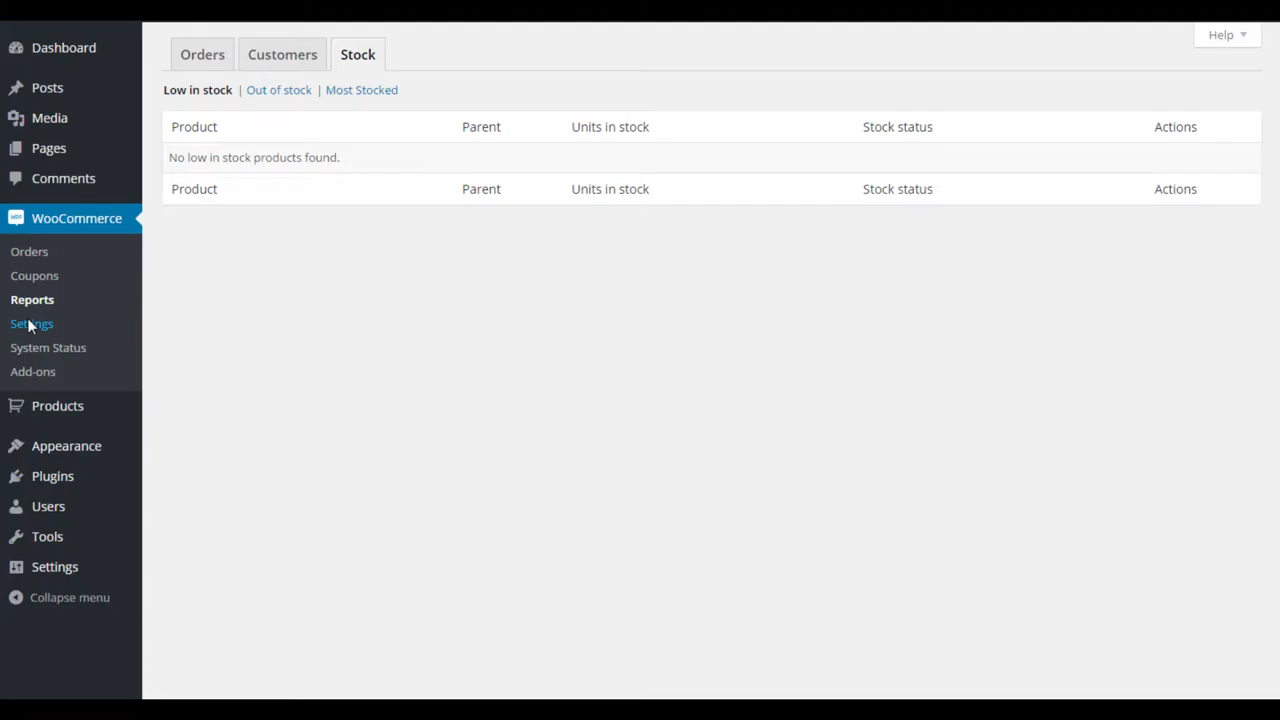 Dashboard
Posts
Media
Pages
Comments
WooCommerce
Orders
Coupons
Reports
Settings
System Status
Add-ons
Products
Appearance
Plugins
Users
Tools
Settings
Collapse menu
Help
Orders Customers Stock
Low in stock | Out of stock | Most Stocked
Product Parent Units in stock Stock status Actions
No low in stock products found.
Product Parent Units in stock Stock status Actions